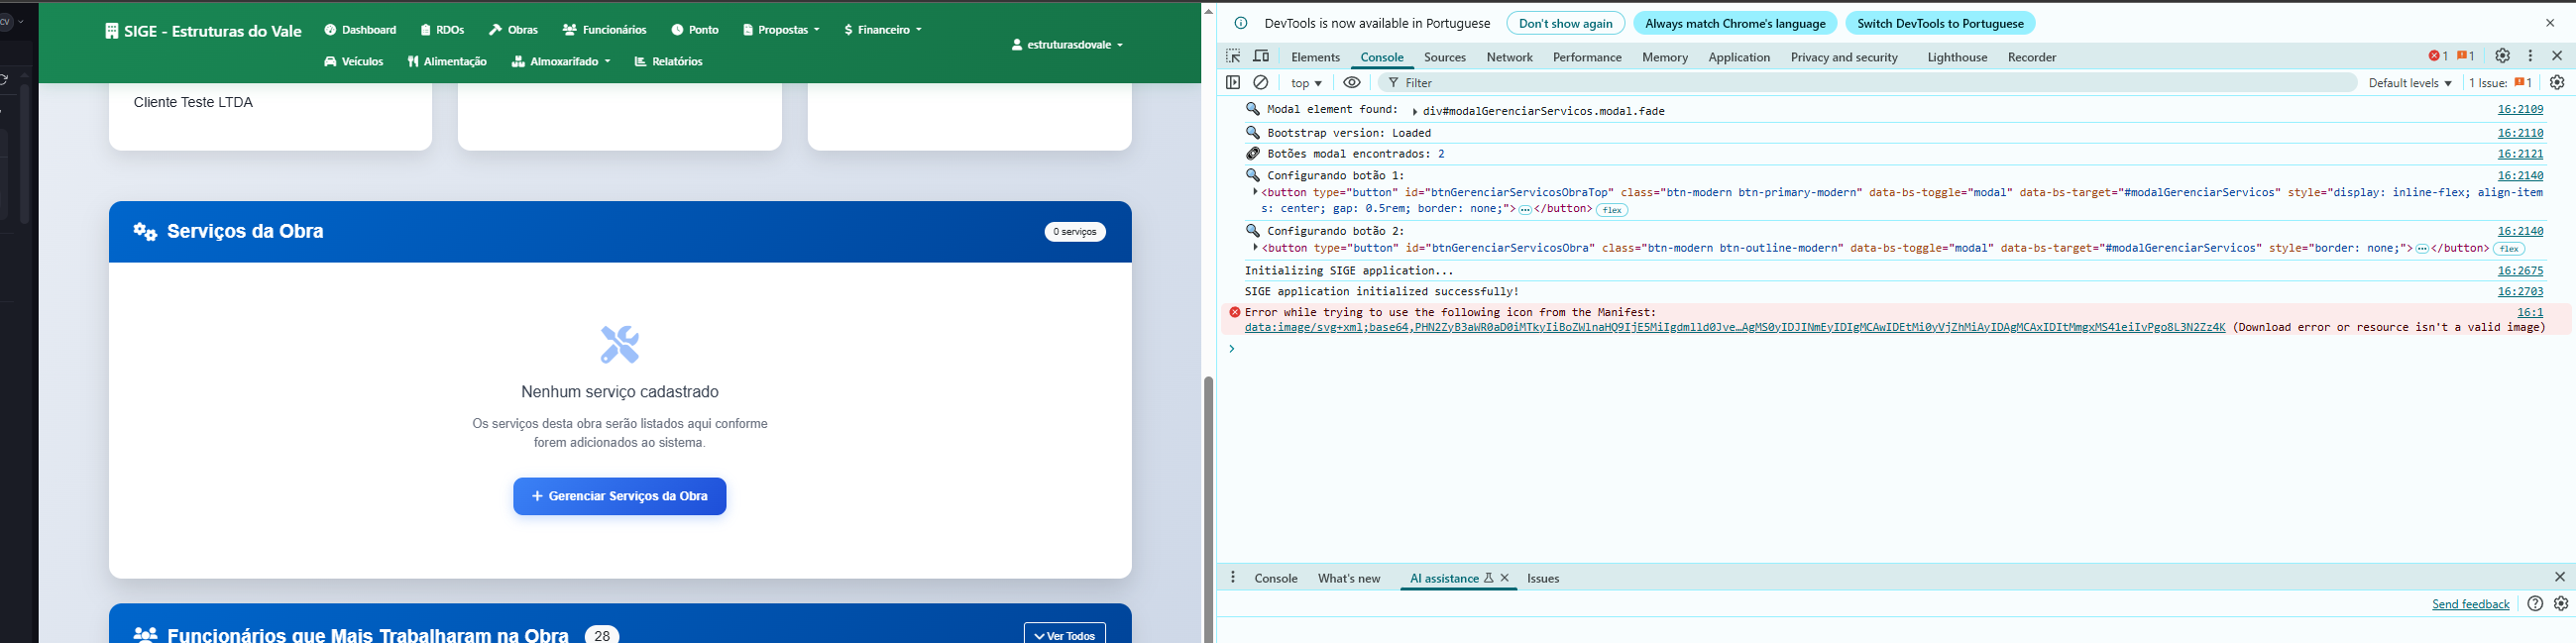 CV
SIGE - Estruturas do Vale
Dashboard
RDOs
Obras
Funcionários
Ponto
Propostas
Financeiro
Veículos
Alimentação
Almoxarifado
Relatórios
estruturasdovale
Cliente Teste LTDA
Serviços da Obra
0 serviços
Nenhum serviço cadastrado
Os serviços desta obra serão listados aqui conforme
forem adicionados ao sistema.
+ Gerenciar Serviços da Obra
Funcionários que Mais Trabalharam na Obra 28
Ver Todos
DevTools is now available in Portuguese
Don't show again
Always match Chrome's language
Switch DevTools to Portuguese
Elements
Console
Sources
Network
Performance
Memory
Application
Privacy and security
Lighthouse
Recorder
1
1
top
Filter
Default levels
1 Issue: 1
Modal element found: div#modalGerenciarServicos.modal.fade 16:2109
Bootstrap version: Loaded 16:2110
Botões modal encontrados: 2 16:2121
Configurando botão 1: 16:2140
<button type="button" id="btnGerenciarServicosObraTop" class="btn-modern btn-primary-modern" data-bs-toggle="modal" data-bs-target="#modalGerenciarServicos" style="display: inline-flex; align-item
s: center; gap: 0.5rem; border: none;">…</button> flex
Configurando botão 2: 16:2140
<button type="button" id="btnGerenciarServicosObra" class="btn-modern btn-outline-modern" data-bs-toggle="modal" data-bs-target="#modalGerenciarServicos" style="border: none;">…</button> flex
Initializing SIGE application... 16:2675
SIGE application initialized successfully! 16:2703
Error while trying to use the following icon from the Manifest: 16:1
data:image/svg+xml;base64,PHN2ZyB3aWR0aD0iMTkyIiBoZWlnaHQ9IjE5MiIgdmlld0Jve…AgMS0yIDJINmEyIDIgMCAwIDEtMi0yVjZhMiAyIDAgMCAxIDItMmgxMS41eiIvPgo8L3N2Zz4K (Download error or resource isn't a valid image)
Console
What's new
AI assistance
Issues
Send feedback